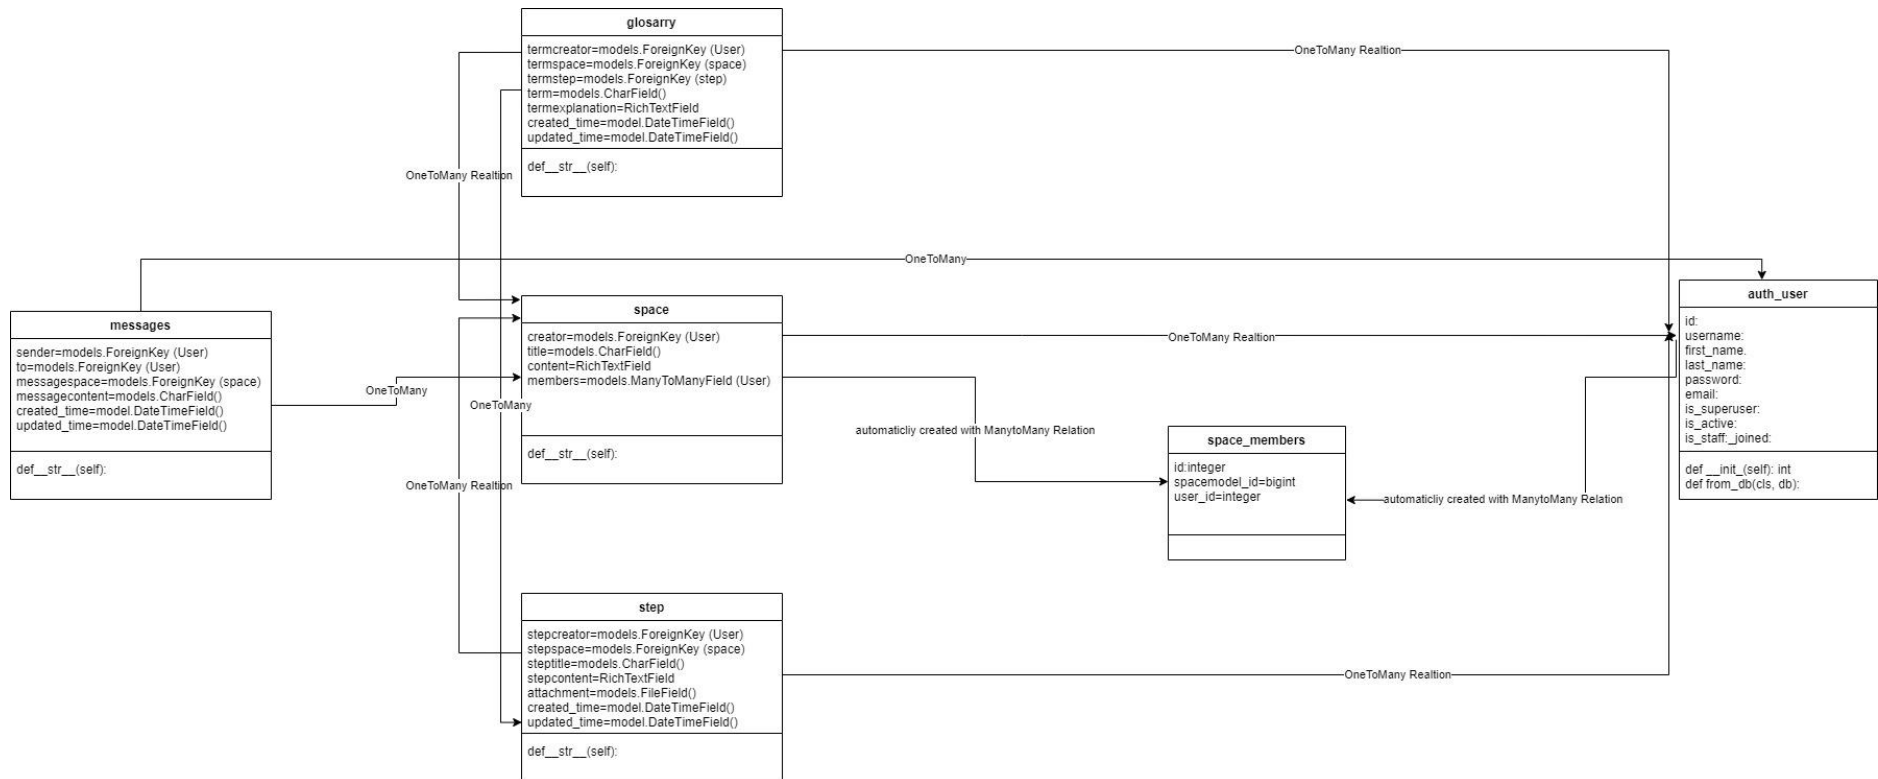 glosarry
termcreator=models.ForeignKey (User)
termspace=models.ForeignKey (space)
termstep=models.ForeignKey (step)
term=models.CharField()
termexplanation=RichTextField
created_time=model.DateTimeField()
updated_time=model.DateTimeField()
def__str__(self):
OneToMany Realtion
OneToMany Realtion
OneToMany
messages
sender=models.ForeignKey (User)
to=models.ForeignKey (User)
messagespace=models.ForeignKey (space)
messagecontent=models.CharField()
created_time=model.DateTimeField()
updated_time=model.DateTimeField()
def__str__(self):
OneToMany
OneToMany
OneToMany Realtion
space
creator=models.ForeignKey (User)
title=models.CharField()
content=RichTextField
members=models.ManyToManyField (User)
def__str__(self):
OneToMany Realtion
automaticliy created with ManytoMany Relation
space_members
id:integer
spacemodel_id=bigint
user_id=integer
automaticliy created with ManytoMany Relation
auth_user
id:
username:
first_name.
last_name:
password:
email:
is_superuser:
is_active:
is_staff:_joined:
def __init_(self): int
def from_db(cls, db):
step
stepcreator=models.ForeignKey (User)
stepspace=models.ForeignKey (space)
steptitle=models.CharField()
stepcontent=RichTextField
attachment=models.FileField()
created_time=model.DateTimeField()
updated_time=model.DateTimeField()
def__str__(self):
OneToMany Realtion